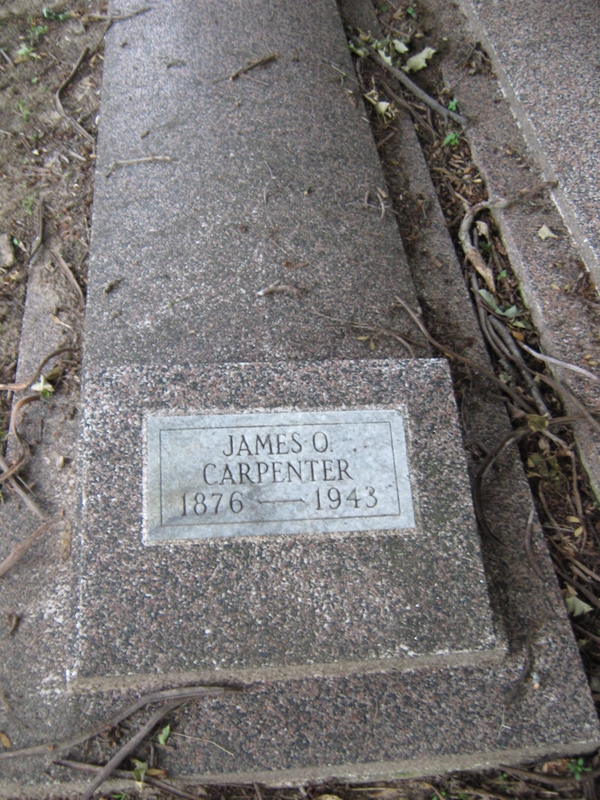 JAMES O.
CARPENTER
1876 — 1943